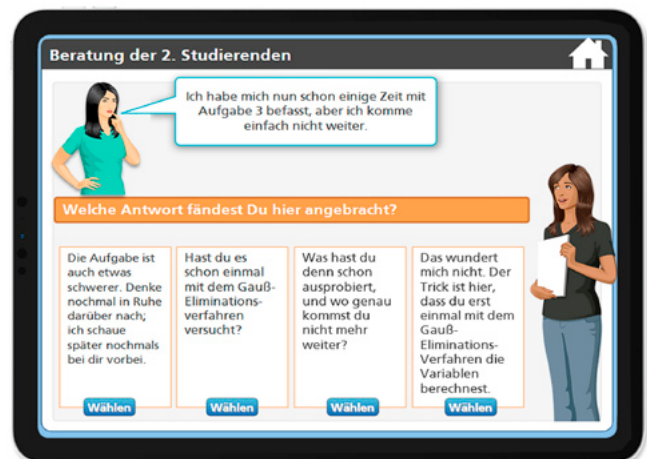 Beratung der 2. Studierenden
Ich habe mich nun schon einige Zeit mit
Aufgabe 3 befasst, aber ich komme
einfach nicht weiter.
Welche Antwort fändest Du hier angebracht?
Die Aufgabe ist
auch etwas
schwerer. Denke
nochmal in Ruhe
darüber nach;
ich schaue
später nochmals
bei dir vorbei.
Wählen
Hast du es
schon einmal
mit dem Gauß-
Eliminations-
verfahren
versucht?
Wählen
Was hast du
denn schon
ausprobiert,
und wo genau
kommst du
nicht mehr
weiter?
Wählen
Das wundert
mich nicht. Der
Trick ist hier,
dass du erst
einmal mit dem
Gauß-
Eliminations-
Verfahren die
Variablen
berechnest.
Wählen